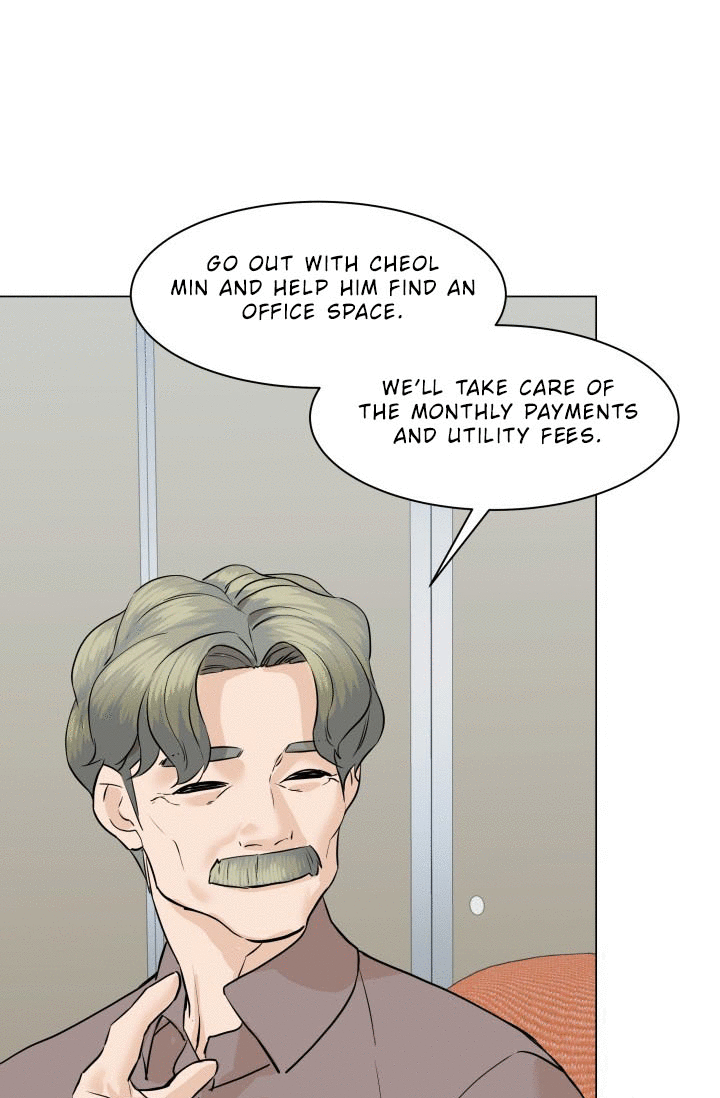 GO OUT WITH CHEOL
MIN AND HELP HIM FIND AN
OFFICE SPACE.
WE'LL TAKE CARE OF
THE MONTHLY PAYMENTS
AND UTILITY FEES.